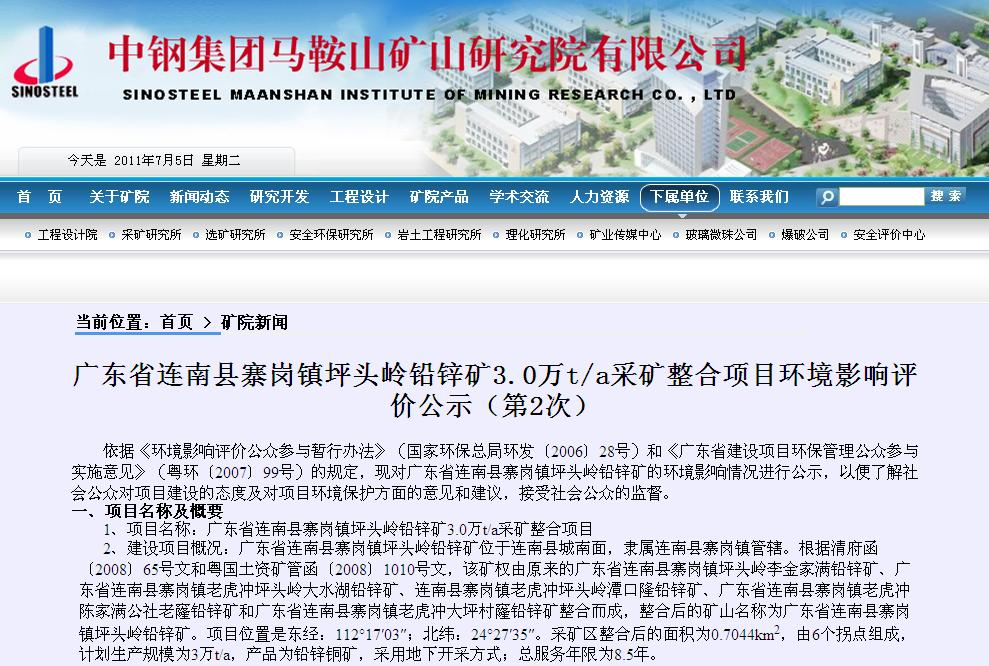 中钢集团马鞍山矿山研究院有限公司
SINOSTEEL
SINOSTEEL MAANSHAN INSTITUTE OF MINING RESEARCH CO., LTD
今天是 2011年7月5日 星期二
首 页 关于矿院 新闻动态 研究开发 工程设计 矿院产品 学术交流 人力资源 下属单位 联系我们 搜 索
工程设计院 采矿研究所 选矿研究所 安全环保研究所 岩土工程研究所 理化研究所 矿业传媒中心 玻璃微珠公司 爆破公司 安全评价中心
当前位置：首页 > 矿院新闻
广东省连南县寨岗镇坪头岭铅锌矿3.0万t/a采矿整合项目环境影响评
价公示（第2次）
依据《环境影响评价公众参与暂行办法》（国家环保总局环发〔2006〕28号）和《广东省建设项目环保管理公众参与
实施意见》（粤环〔2007〕99号）的规定，现对广东省连南县寨岗镇坪头岭铅锌矿的环境影响情况进行公示，以便了解社
会公众对项目建设的态度及对项目环境保护方面的意见和建议，接受社会公众的监督。
一、项目名称及概要
1、项目名称：广东省连南县寨岗镇坪头岭铅锌矿3.0万t/a采矿整合项目
2、建设项目概况：广东省连南县寨岗镇坪头岭铅锌矿位于连南县城南面，隶属连南县寨岗镇管辖。根据清府函
〔2008〕65号文和粤国土资矿管函〔2008〕1010号文，该矿权由原来的广东省连南县寨岗镇坪头岭李金家满铅锌矿、广
东省连南县寨岗镇老虎冲坪头岭大水湖铅锌矿、连南县寨岗镇老虎冲坪头岭潭口隆铅锌矿、广东省连南县寨岗镇老虎冲
陈家满公社老窿铅锌矿和广东省连南县寨岗镇老虎冲大坪村窿铅锌矿整合而成，整合后的矿山名称为广东省连南县寨岗
镇坪头岭铅锌矿。项目位置是东经：112°17′03″；北纬：24°27′35″。采矿区整合后的面积为0.7044km²，由6个拐点组成，
计划生产规模为3万t/a，产品为铅锌铜矿，采用地下开采方式；总服务年限为8.5年。